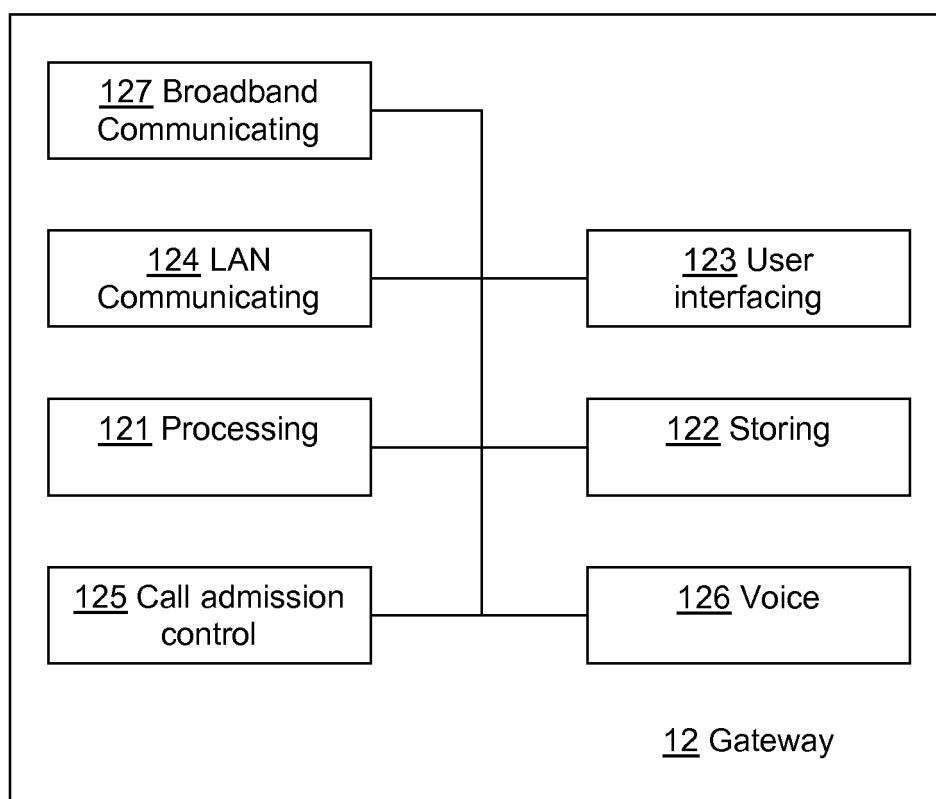 127 Broadband
Communicating
124 LAN
Communicating
123 User
interfacing
121 Processing
122 Storing
125 Call admission
control
126 Voice
12 Gateway